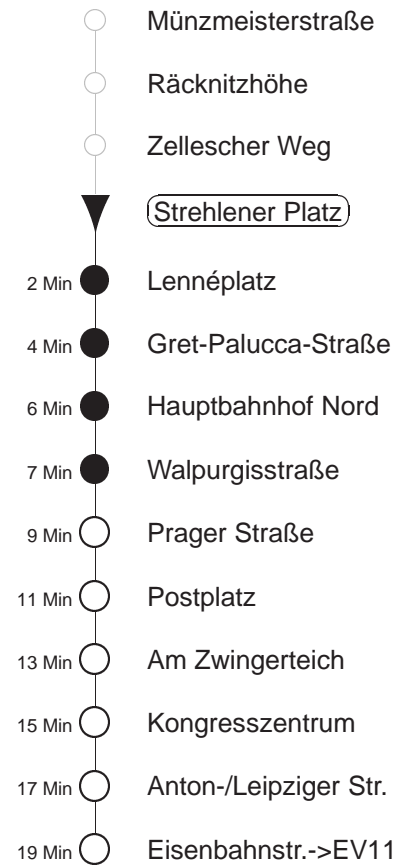 Münzmeisterstraße
Räcknitzhöhe
Zellescher Weg
Strehlener Platz
2 Min Lennéplatz
4 Min Gret-Palucca-Straße
6 Min Hauptbahnhof Nord
7 Min Walpurgisstraße
9 Min Prager Straße
11 Min Postplatz
13 Min Am Zwingerteich
15 Min Kongresszentrum
17 Min Anton-/Leipziger Str.
19 Min Eisenbahnstr.->EV11